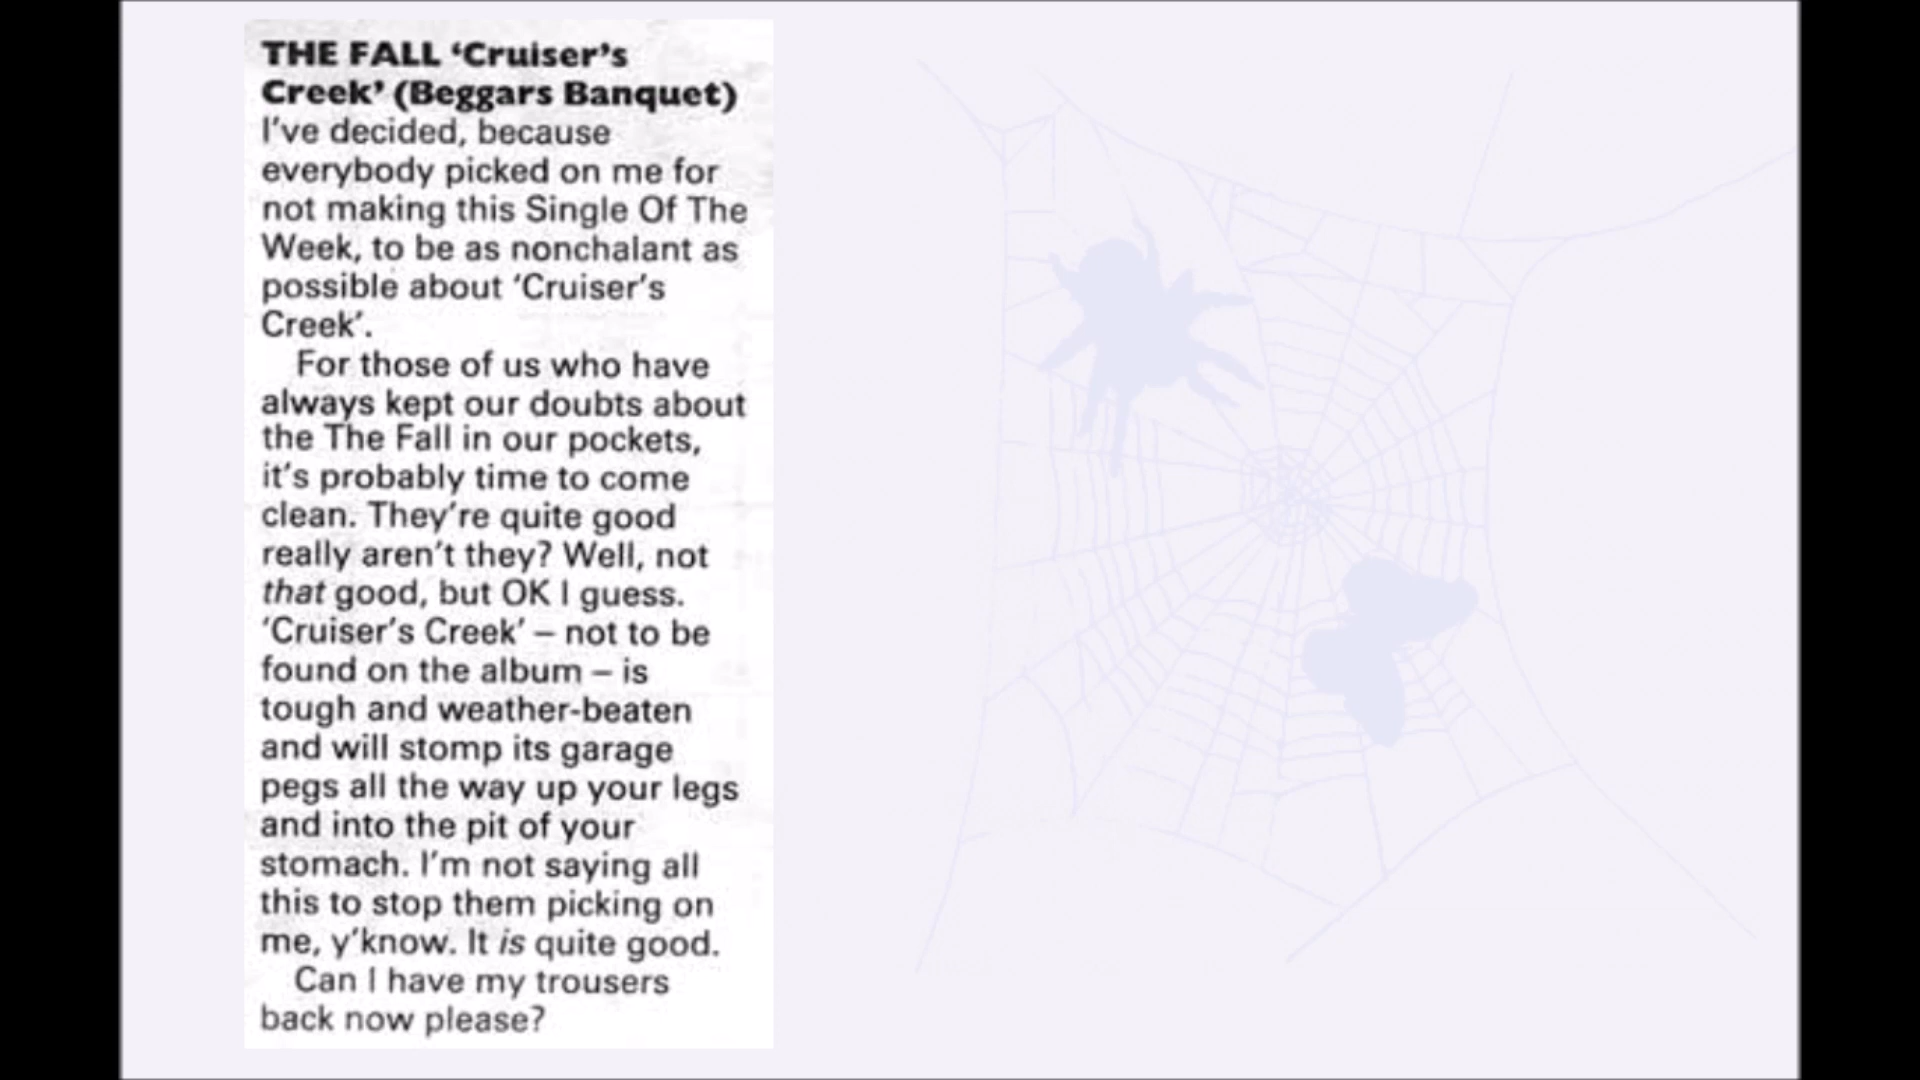 THE FALL ‘Cruiser’s
Creek’ (Beggars Banquet)
I’ve decided, because
everybody picked on me for
not making this Single Of The
Week, to be as nonchalant as
possible about ‘Cruiser’s
Creek’.
For those of us who have
always kept our doubts about
the The Fall in our pockets,
it’s probably time to come
clean. They’re quite good
really aren’t they? Well, not
that good, but OK I guess.
‘Cruiser’s Creek’ – not to be
found on the album – is
tough and weather-beaten
and will stomp its garage
pegs all the way up your legs
and into the pit of your
stomach. I’m not saying all
this to stop them picking on
me, y’know. It is quite good.
Can I have my trousers
back now please?